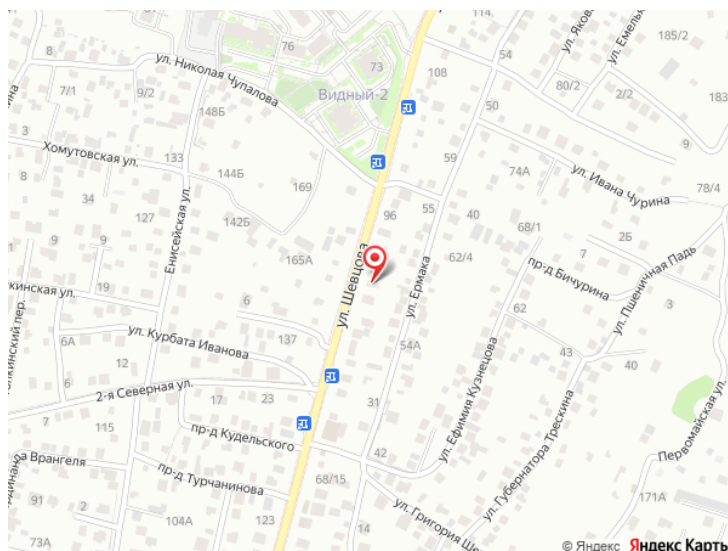 114
ул. Яков
ул. Емелья
185/2
76
73
54
108
ул. Николая Чупалова
Видный-2
7/1
9/2
80/2
2/2
183
148Б
50
3
9
Хомутовская ул.
133
59
8
144Б
74А
ул. Ивана Чурина
78/4
34
169
Енисейская ул.
127
142Б
96
55
40
68/1
9
9
165А
ул. Шевцова
ул. Ермака
62/4
7
2Б
пр-д Бичурина
ул. Пшеничная Падь
19
6
3
кинская ул.
ул. Курбата Иванова
137
62
6А
12
54А
43
40
2-я Северная ул.
ул. Ефимия Кузнецова
6
17
23
31
7
115
пр-д Кудельского
ул. Губернатора Трескина
Первомайская ул.
42
а Врангеля
пр-д Турчанинова
68/15
2
91
171А
ул. Григория Ше
104А
123
14
73А
© Яндекс Яндекс Карты